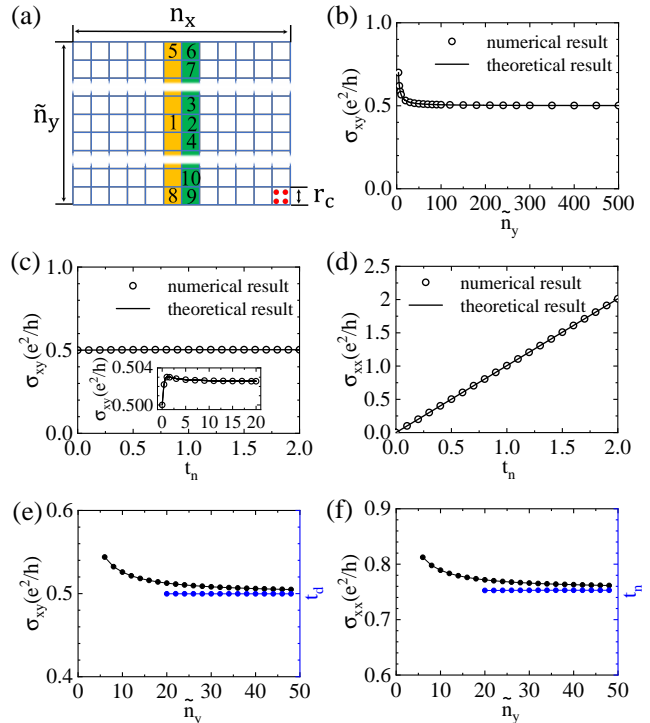 (a)
n_x
ñ_y
5 6
7
3
1 2
4
10
8 9
r_c
(b)
σ_xy(e²/h)
1.0
0.5
0.0
numerical result
theoretical result
0 100 200 300 400 500
ñ_y
(c)
σ_xy(e²/h)
1.0
0.5
0.0
numerical result
theoretical result
σ_xy(e²/h)
0.504
0.500
0 5 10 15 20
0.0 0.5 1.0 1.5 2.0
t_n
(d)
σ_xx(e²/h)
2.5
2.0
1.5
1.0
0.5
0.0
numerical result
theoretical result
0.0 0.5 1.0 1.5 2.0
t_n
(e)
σ_xy(e²/h)
0.6
0.5
0.4
t_d
0 10 20 30 40 50
ñ_y
(f)
σ_xx(e²/h)
0.9
0.8
0.7
0.6
t_n
0 10 20 30 40 50
ñ_y